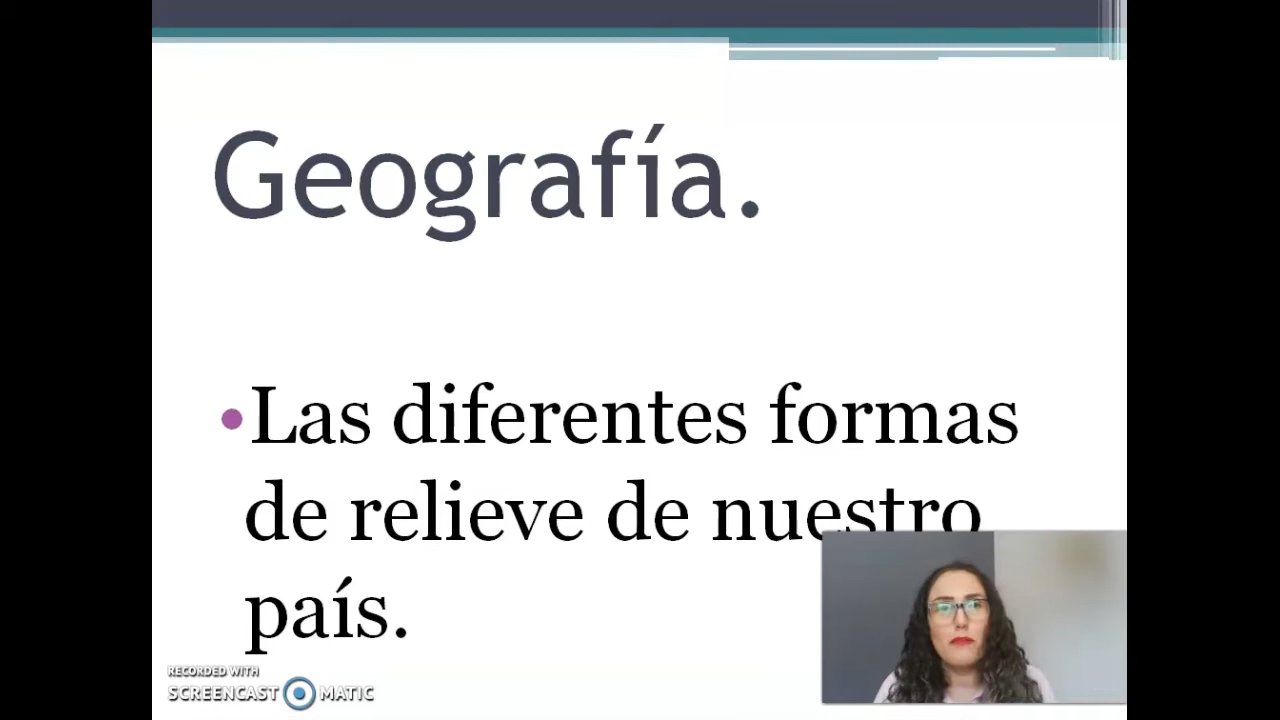 Geografía.
•Las diferentes formas
de relieve de nuestro
país.
RECORDED WITH
SCREENCAST MATIC